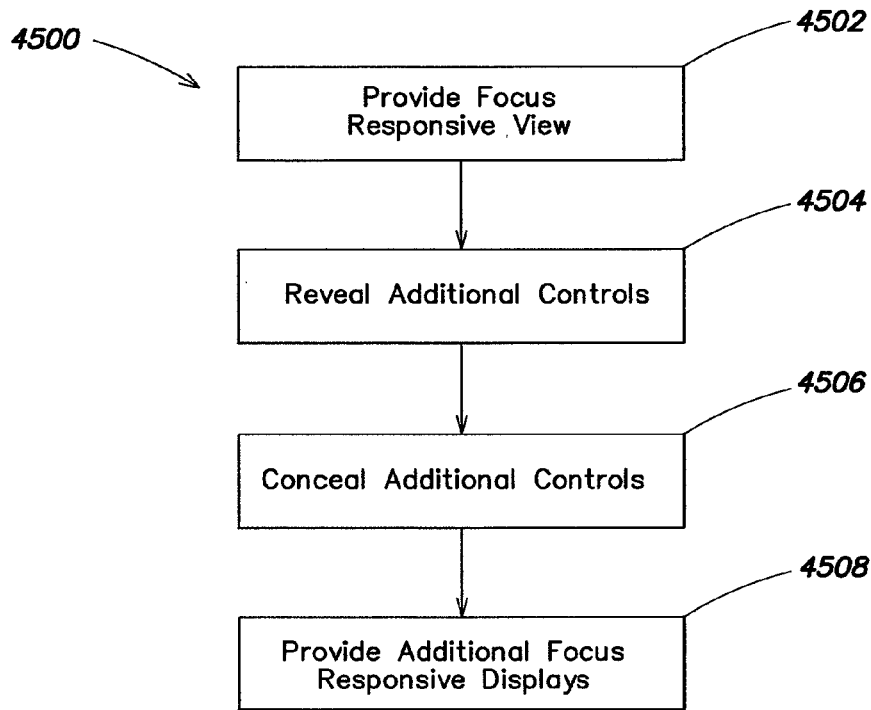 4500
4502
Provide Focus
Responsive View
4504
Reveal Additional Controls
4506
Conceal Additional Controls
4508
Provide Additional Focus
Responsive Displays